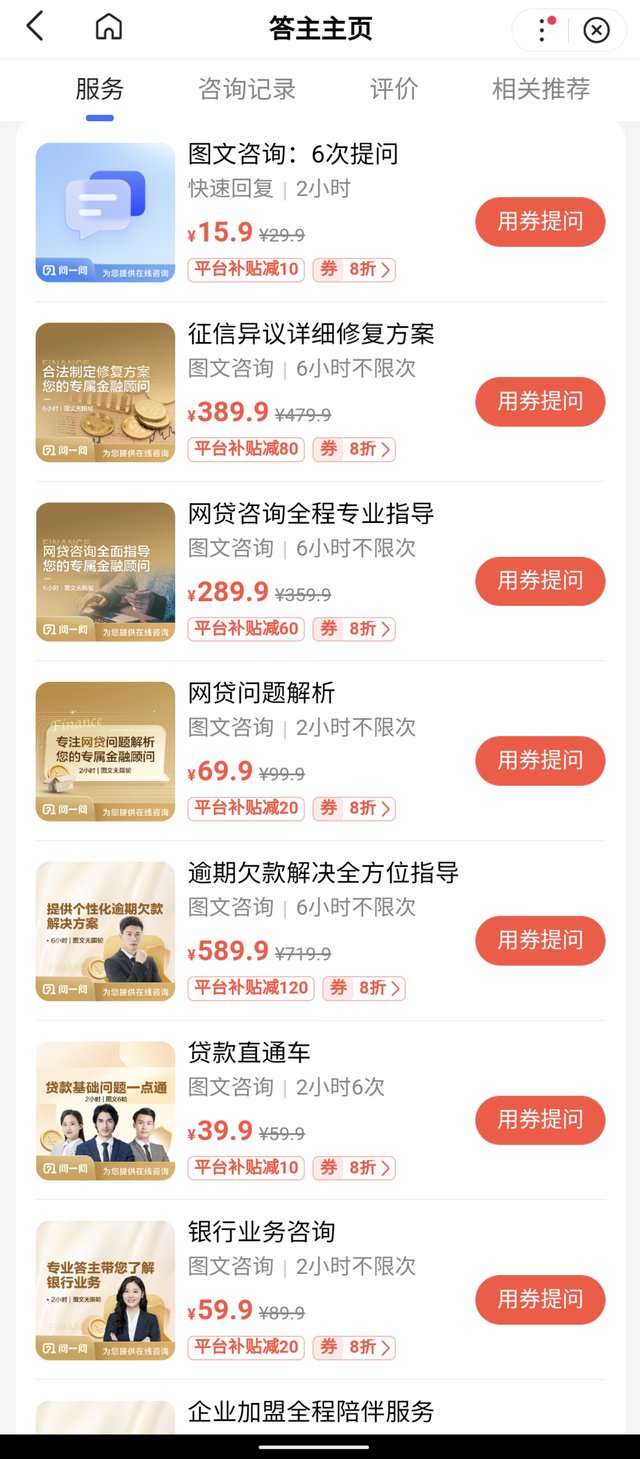 答主主页
服务
咨询记录
评价
相关推荐
问一问
为您提供在线咨询
图文咨询：6次提问
快速回复 | 2小时
¥15.9 ¥29.9
平台补贴减10 券 8折
用券提问
FINANCE
合法制定修复方案
您的专属金融顾问
6小时 | 图文无限轮
问一问
为您提供在线咨询
征信异议详细修复方案
图文咨询 | 6小时不限次
¥389.9 ¥479.9
平台补贴减80 券 8折
用券提问
FINANCE
网贷咨询全面指导
您的专属金融顾问
6小时 | 图文无限轮
问一问
为您提供在线咨询
网贷咨询全程专业指导
图文咨询 | 6小时不限次
¥289.9 ¥359.9
平台补贴减60 券 8折
用券提问
Finance
专注网贷问题解析
您的专属金融顾问
2小时 | 图文无限轮
问一问
为您提供在线咨询
网贷问题解析
图文咨询 | 2小时不限次
¥69.9 ¥99.9
平台补贴减20 券 8折
用券提问
提供个性化逾期欠款
解决方案
• 6小时 | 图文无限轮
FINANCE
问一问
为您提供在线咨询
逾期欠款解决全方位指导
图文咨询 | 6小时不限次
¥589.9 ¥719.9
平台补贴减120 券 8折
用券提问
贷款基础问题一点通
2小时 | 图文6轮
问一问
为您提供在线咨询
贷款直通车
图文咨询 | 2小时6次
¥39.9 ¥59.9
平台补贴减10 券 8折
用券提问
专业答主带您了解
银行业务
• 2小时 | 图文无限轮
FINANCE
问一问
为您提供在线咨询
银行业务咨询
图文咨询 | 2小时不限次
¥59.9 ¥89.9
平台补贴减20 券 8折
用券提问
企业加盟全程陪伴服务